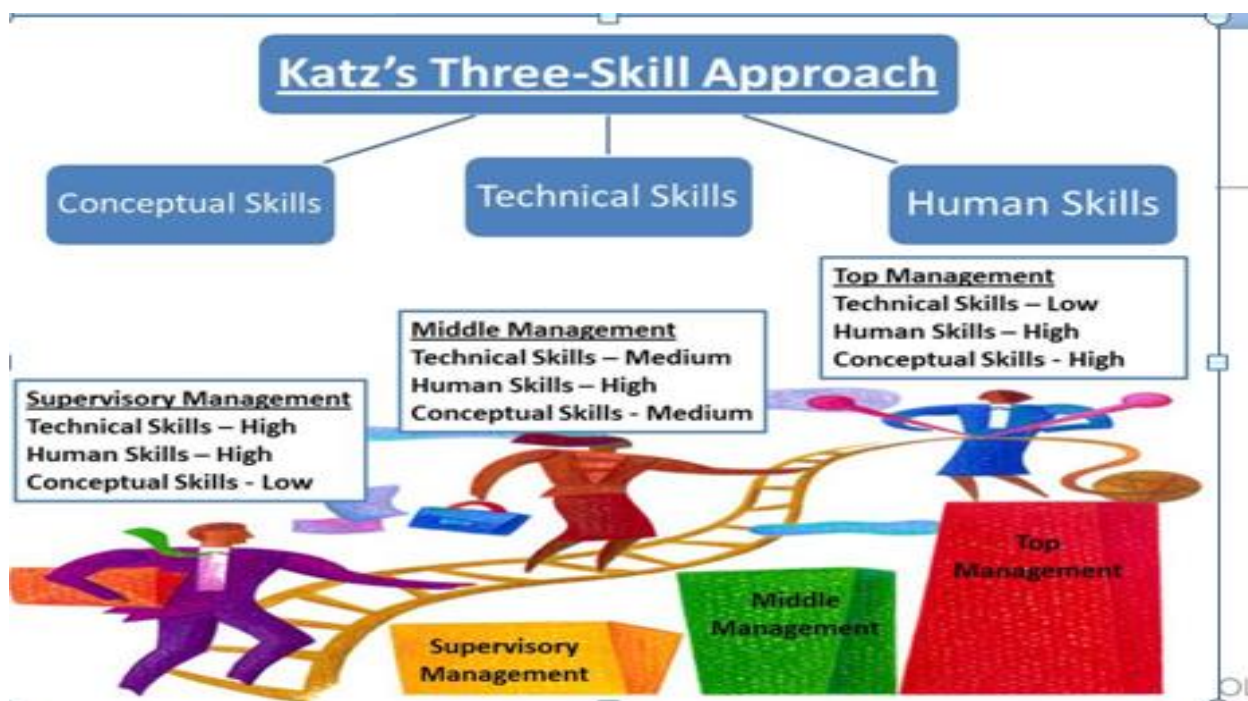 Katz’s Three-Skill Approach
Conceptual Skills
Technical Skills
Human Skills
Top Management
Technical Skills – Low
Human Skills – High
Conceptual Skills - High
Middle Management
Technical Skills – Medium
Human Skills – High
Conceptual Skills - Medium
Supervisory Management
Technical Skills – High
Human Skills – High
Conceptual Skills - Low
Top
Management
Middle
Management
Supervisory
Management